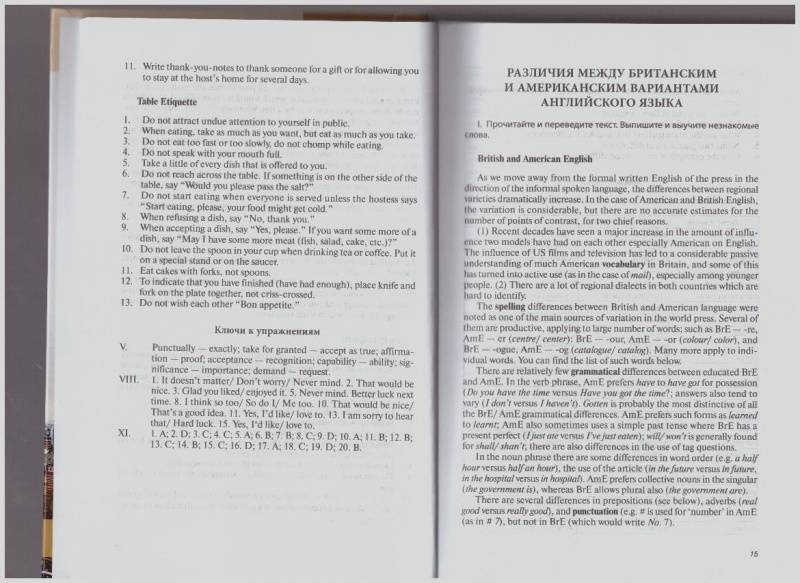 11. Write thank-you-notes to thank someone for a gift or for allowing you
to stay at the host's home for several days.
Table Etiquette
1. Do not attract undue attention to yourself in public.
2. When eating, take as much as you want, but eat as much as you take.
3. Do not eat too fast or too slowly, do not chomp while eating.
4. Do not speak with your mouth full.
5. Take a little of every dish that is offered to you.
6. Do not reach across the table. If something is on the other side of the
table, say “Would you please pass the salt?”
7. Do not start eating when everyone is served unless the hostess says
“Start eating, please, your food might get cold.”
8. When refusing a dish, say “No, thank you.”
9. When accepting a dish, say “Yes, please.” If you want some more of a
dish, say “May I have some more meat (fish, salad, cake, etc.)?”
10. Do not leave the spoon in your cup when drinking tea or coffee. Put it
on a special stand or on the saucer.
11. Eat cakes with forks, not spoons.
12. To indicate that you have finished (have had enough), place knife and
fork on the plate together, not criss-crossed.
13. Do not wish each other “Bon appetite.”
Ключи к упражнениям
V. Punctually — exactly; take for granted — accept as true; affirma-
tion — proof; acceptance — recognition; capability — ability; sig-
nificance — importance; demand — request.
VIII. 1. It doesn't matter/ Don't worry/ Never mind. 2. That would be
nice. 3. Glad you liked/ enjoyed it. 5. Never mind. Better luck next
time. 8. I think so too/ So do I/ Me too. 10. That would be nice/
That's a good idea. 11. Yes, I'd like/ love to. 13. I am sorry to hear
that/ Hard luck. 15. Yes, I'd like/ love to.
XI. 1. A; 2. D; 3. C; 4. C; 5. A; 6. B; 7. B; 8. C; 9. D; 10. A; 11. B; 12. B;
13. C; 14. B; 15. C; 16. D; 17. A; 18. C; 19. D; 20. B.
РАЗЛИЧИЯ МЕЖДУ БРИТАНСКИМ
И АМЕРИКАНСКИМ ВАРИАНТАМИ
АНГЛИЙСКОГО ЯЗЫКА
I. Прочитайте и переведите текст. Выпишите и выучите незнакомые
слова.
British and American English
As we move away from the formal written English of the press in the
direction of the informal spoken language, the differences between regional
varieties dramatically increase. In the case of American and British English,
the variation is considerable, but there are no accurate estimates for the
number of points of contrast, for two chief reasons.
(1) Recent decades have seen a major increase in the amount of influ-
ence two models have had on each other especially American on English.
The influence of US films and television has led to a considerable passive
understanding of much American vocabulary in Britain, and some of this
has turned into active use (as in the case of mail), especially among younger
people. (2) There are a lot of regional dialects in both countries which are
hard to identify.
The spelling differences between British and American language were
noted as one of the main sources of variation in the world press. Several of
them are productive, applying to large number of words; such as BrE — -re,
AmE — er (centre/ center): BrE — -our, AmE — -or (colour/ color), and
BrE — -ogue, AmE — -og (catalogue/ catalog). Many more apply to indi-
vidual words. You can find the list of such words below.
There are relatively few grammatical differences between educated BrE
and AmE. In the verb phrase, AmE prefers have to have got for possession
(Do you have the time versus Have you got the time?; answers also tend to
vary (I don't versus I haven't). Gotten is probably the most distinctive of all
the BrE/ AmE grammatical differences. AmE prefers such forms as learned
to learnt; AmE also sometimes uses a simple past tense where BrE has a
present perfect (I just ate versus I've just eaten); will/ won't is generally found
for shall/ shan't; there are also differences in the use of tag questions.
In the noun phrase there are some differences in word order (e.g. a half
hour versus half an hour), the use of the article (in the future versus in future,
in the hospital versus in hospital). AmE prefers collective nouns in the singular
(the government is), whereas BrE allows plural also (the government are).
There are several differences in prepositions (see below), adverbs (real
good versus really good), and punctuation (e.g. # is used for ‘number’ in AmE
(as in # 7), but not in BrE (which would write No. 7).
15